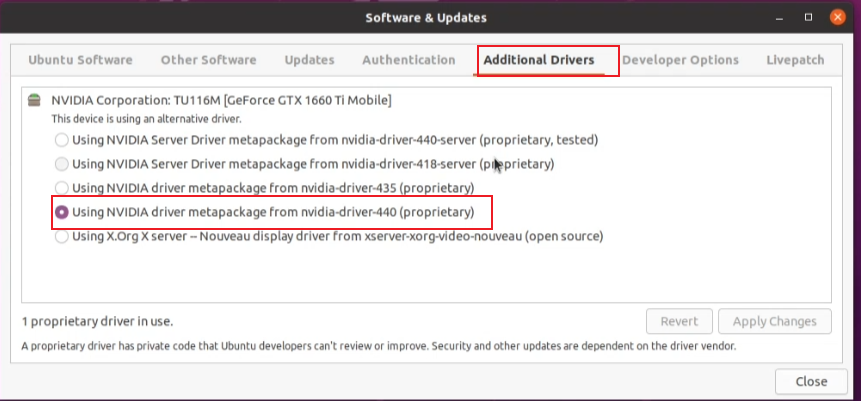 Software & Updates
Ubuntu Software Other Software Updates Authentication Additional Drivers Developer Options Livepatch
NVIDIA Corporation: TU116M [GeForce GTX 1660 Ti Mobile]
This device is using an alternative driver.
Using NVIDIA Server Driver metapackage from nvidia-driver-440-server (proprietary, tested)
Using NVIDIA Server Driver metapackage from nvidia-driver-418-server (proprietary)
Using NVIDIA driver metapackage from nvidia-driver-435 (proprietary)
Using NVIDIA driver metapackage from nvidia-driver-440 (proprietary)
Using X.Org X server -- Nouveau display driver from xserver-xorg-video-nouveau (open source)
1 proprietary driver in use.
Revert Apply Changes
A proprietary driver has private code that Ubuntu developers can't review or improve. Security and other updates are dependent on the driver vendor.
Close